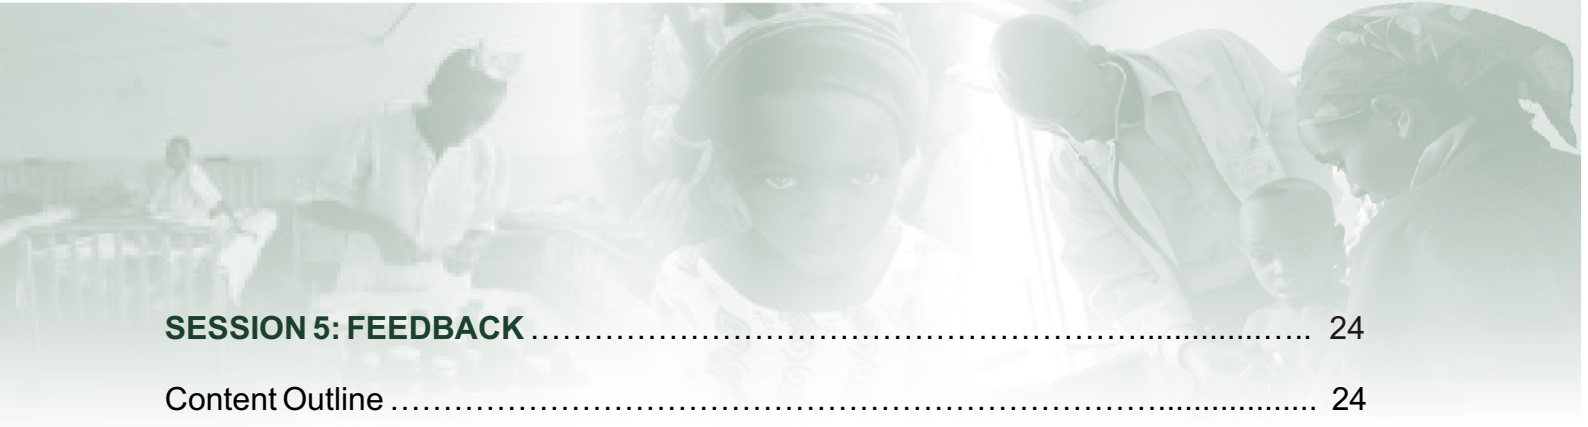 SESSION 5: FEEDBACK ………………………………………………………............…... 24
Content Outline ………………………………………………………………................... 24